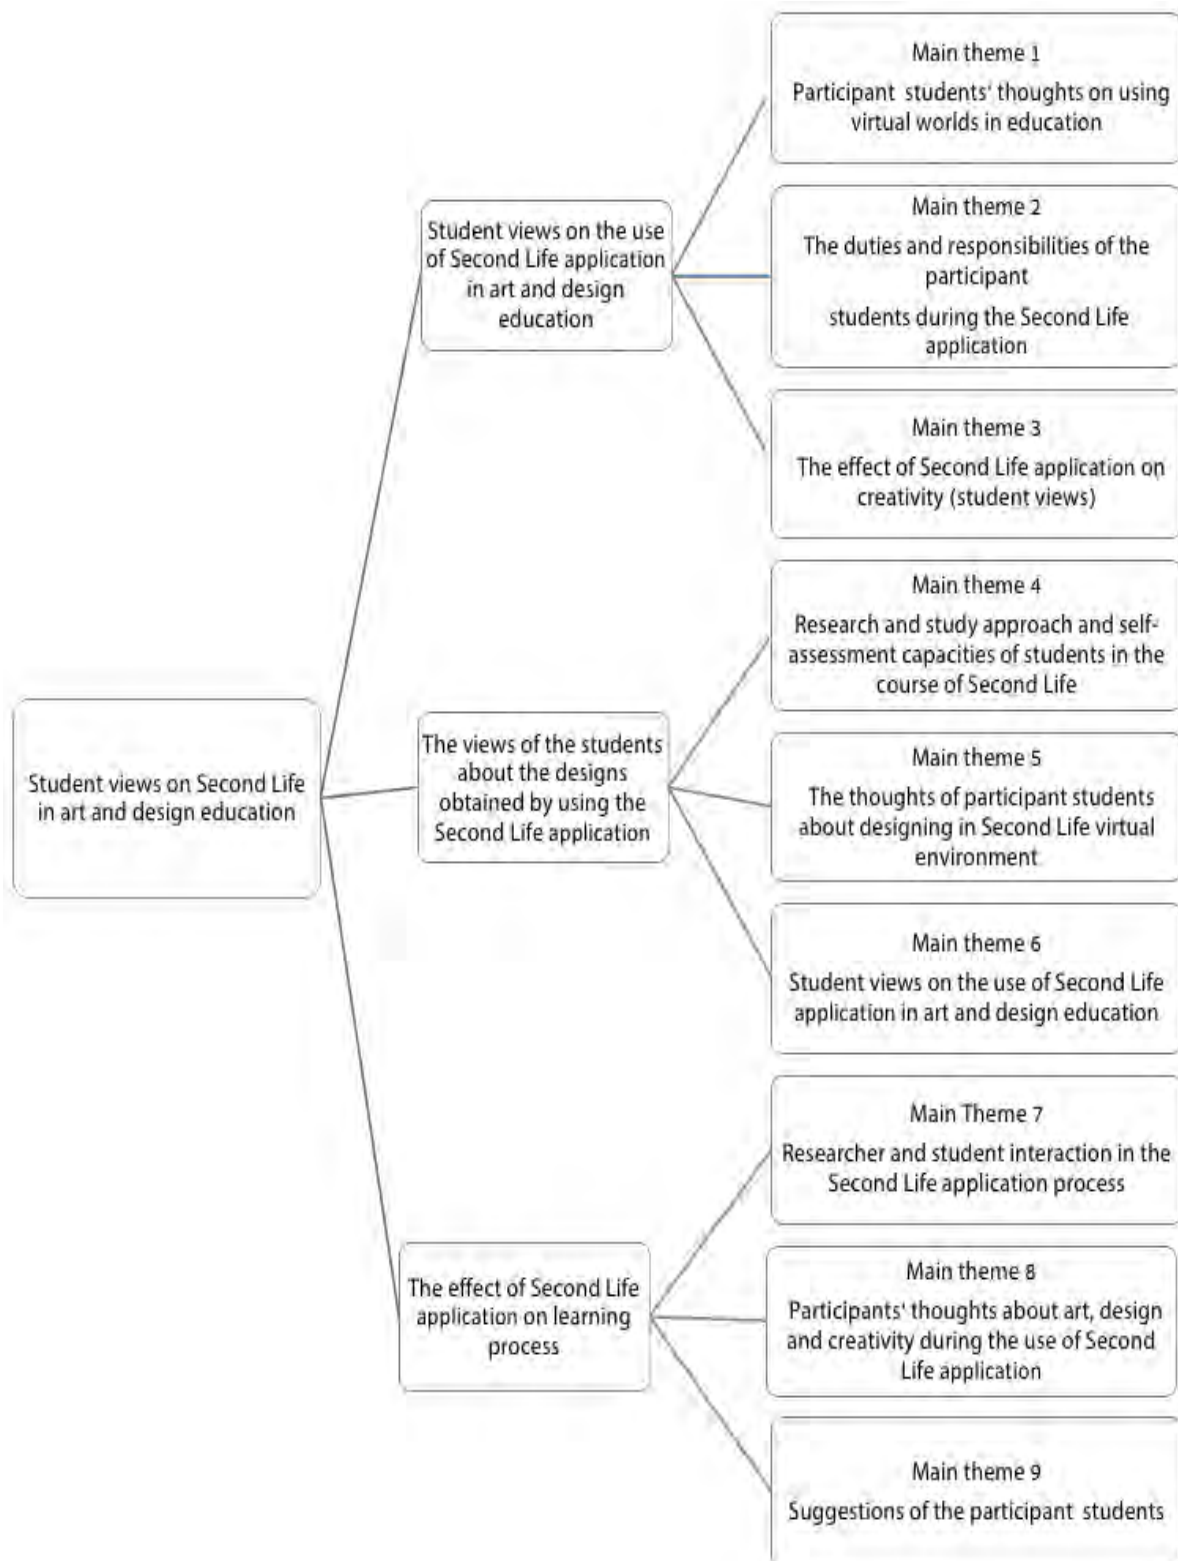 Main theme 1
Participant students' thoughts on using
virtual worlds in education
Student views on the use
of Second Life application
in art and design
education
Main theme 2
The duties and responsibilities of the
participant
students during the Second Life
application
Main theme 3
The effect of Second Life application on
creativity (student views)
Student views on Second Life
in art and design education
The views of the students
about the designs
obtained by using the
Second Life application
Main theme 4
Research and study approach and self-
assessment capacities of students in the
course of Second Life
Main theme 5
The thoughts of participant students
about designing in Second Life virtual
environment
Main theme 6
Student views on the use of Second Life
application in art and design education
The effect of Second Life
application on learning
process
Main Theme 7
Researcher and student interaction in the
Second Life application process
Main theme 8
Participants' thoughts about art, design
and creativity during the use of Second
Life application
Main theme 9
Suggestions of the participant students